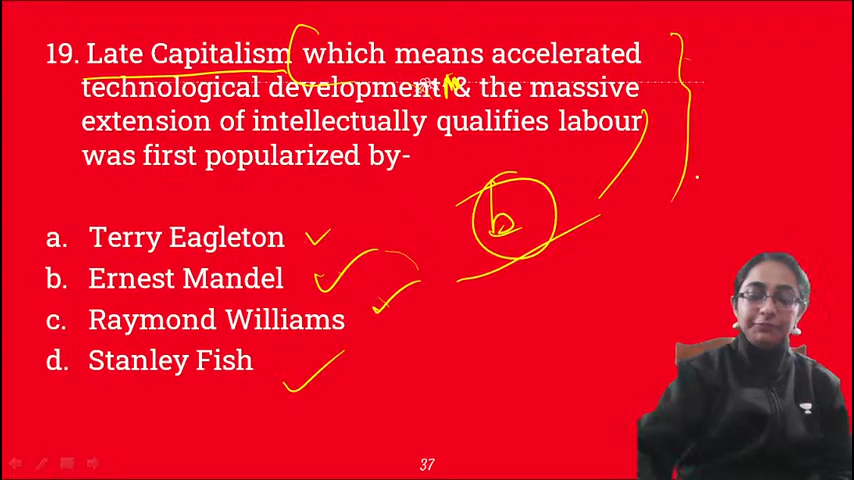 19. Late Capitalism which means accelerated
technological development & the massive
extension of intellectually qualifies labour
was first popularized by-
b
a. Terry Eagleton
b. Ernest Mandel
c. Raymond Williams
d. Stanley Fish
37